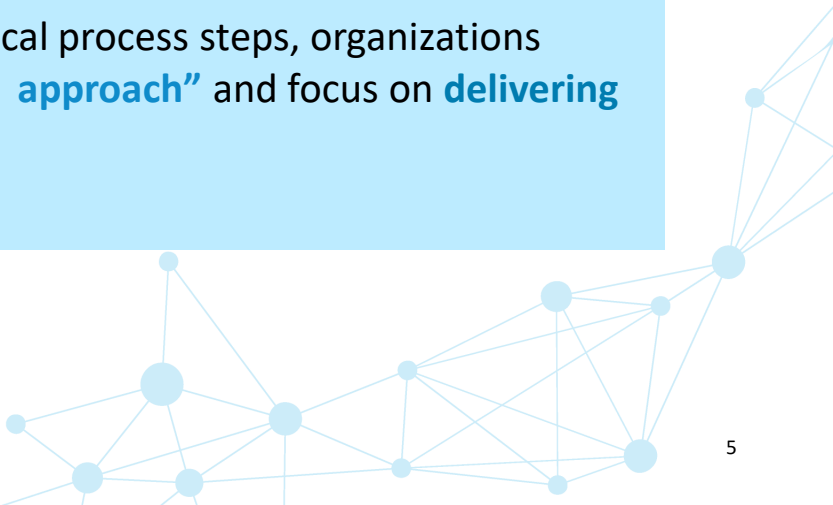 cal process steps, organizations
approach” and focus on delivering
5